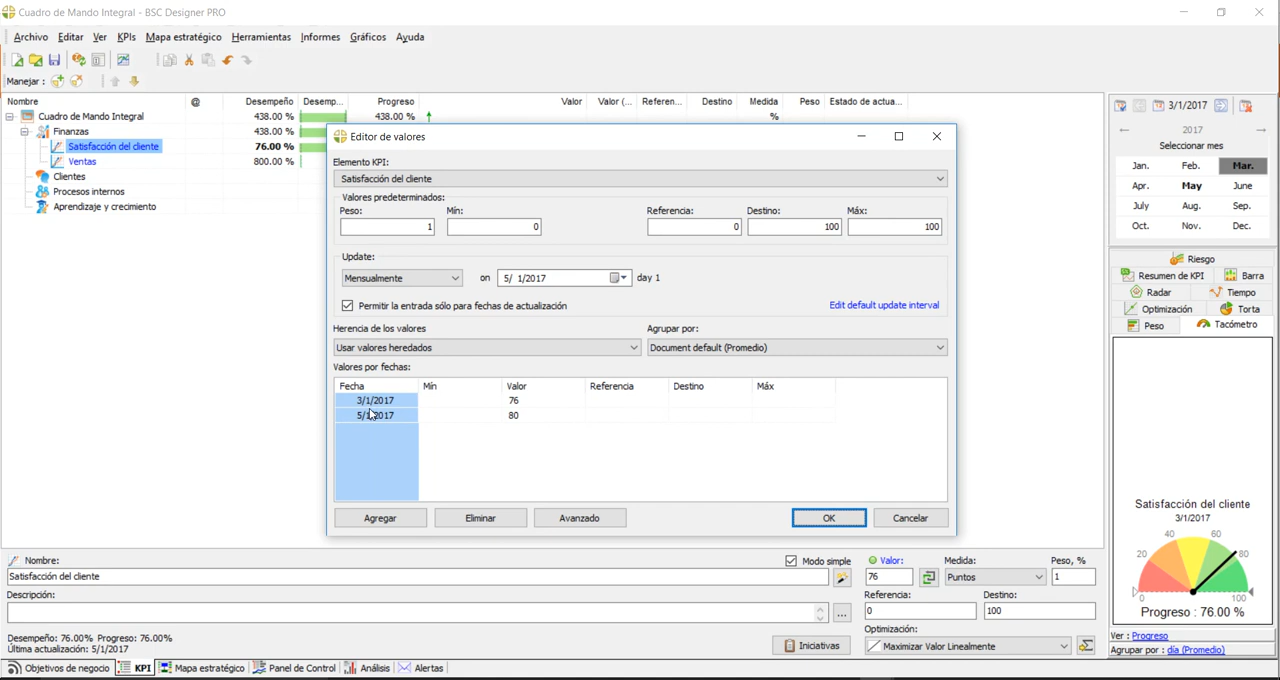 Cuadro de Mando Integral - BSC Designer PRO
Archivo Editar Ver KPIs Mapa estratégico Herramientas Informes Gráficos Ayuda
Manejar :
Nombre @ Desempeño Desemp... Progreso Valor Valor (... Referen... Destino Medida Peso Estado de actua...
Cuadro de Mando Integral 438.00 % 438.00 % %
Finanzas 438.00 %
Satisfacción del cliente 76.00 %
Ventas 800.00 %
Clientes
Procesos internos
Aprendizaje y crecimiento
Editor de valores
Elemento KPI:
Satisfacción del cliente
Valores predeterminados:
Peso: Mín: Referencia: Destino: Máx:
1 0 0 100 100
Update:
Mensualmente on 5/ 1/2017 day 1
Permitir la entrada sólo para fechas de actualización Edit default update interval
Herencia de los valores Agrupar por:
Usar valores heredados Document default (Promedio)
Valores por fechas:
Fecha Mín Valor Referencia Destino Máx
3/1/2017 76
5/1/2017 80
Agregar Eliminar Avanzado OK Cancelar
3/1/2017
2017
Seleccionar mes
Jan. Feb. Mar.
Apr. May June
July Aug. Sep.
Oct. Nov. Dec.
Riesgo
Resumen de KPI Barra
Radar Tiempo
Optimización Torta
Peso Tacómetro
Satisfacción del cliente
3/1/2017
0 20 40 60 80 100
Progreso : 76.00 %
Ver : Progreso
Agrupar por : día (Promedio)
Nombre: Modo simple Valor: Medida: Peso, %
Satisfacción del cliente 76 Puntos 1
Descripción: Referencia: Destino:
... 0 100
Optimización:
Desempeño: 76.00% Progreso: 76.00%
Última actualización: 5/1/2017 Iniciativas Maximizar Valor Linealmente
Objetivos de negocio KPI Mapa estratégico Panel de Control Análisis Alertas